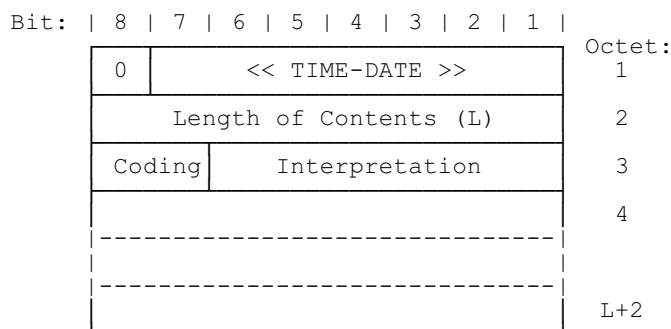 Bit: | 8 | 7 | 6 | 5 | 4 | 3 | 2 | 1 |
Octet:
0 << TIME-DATE >> 1
Length of Contents (L) 2
Coding Interpretation 3
4
L+2